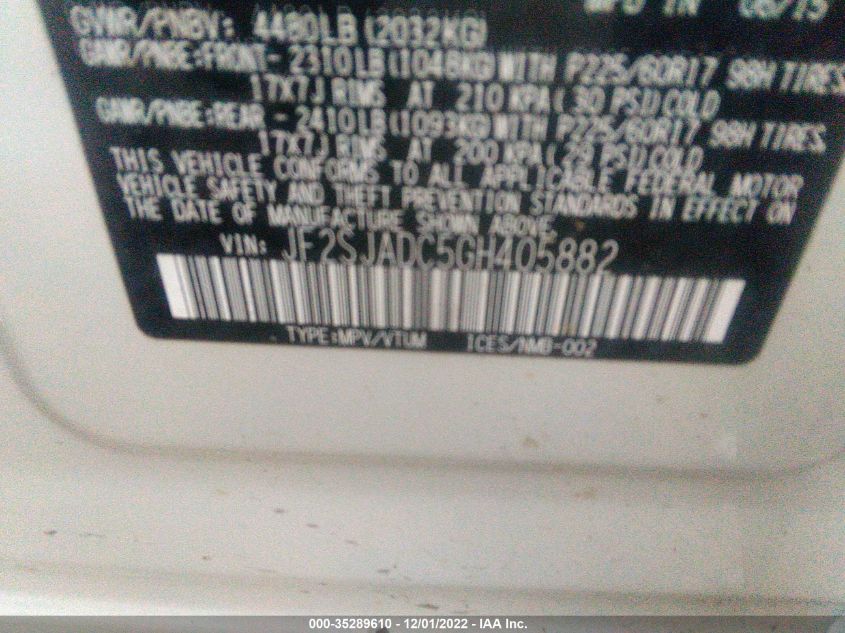 MFD IN 06/15
GVWR/PNBV: 4480LB (2032KG)
GAWR/PNBE:FRONT- 2310LB(1048KG)WITH P225/60R17 98H TIRES
17X7J RIMS AT 210 KPA(30 PSI)COLD
GAWR/PNBE:REAR - 2410LB(1093KG)WITH P225/60R17 98H TIRES
17X7J RIMS AT 200 KPA(29 PSI)COLD
THIS VEHICLE CONFORMS TO ALL APPLICABLE FEDERAL MOTOR
VEHICLE SAFETY AND THEFT PREVENTION STANDARDS IN EFFECT ON
THE DATE OF MANUFACTURE SHOWN ABOVE.
VIN: JF2SJADC5GH405882
TYPE:MPV/VTUM ICES/NMB-002
000-35289610 - 12/01/2022 - IAA Inc.